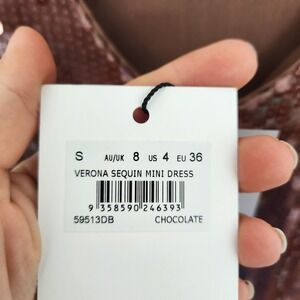 S AU/UK 8 US 4 EU 36
VERONA SEQUIN MINI DRESS
9 358590 246393
59513DB CHOCOLATE